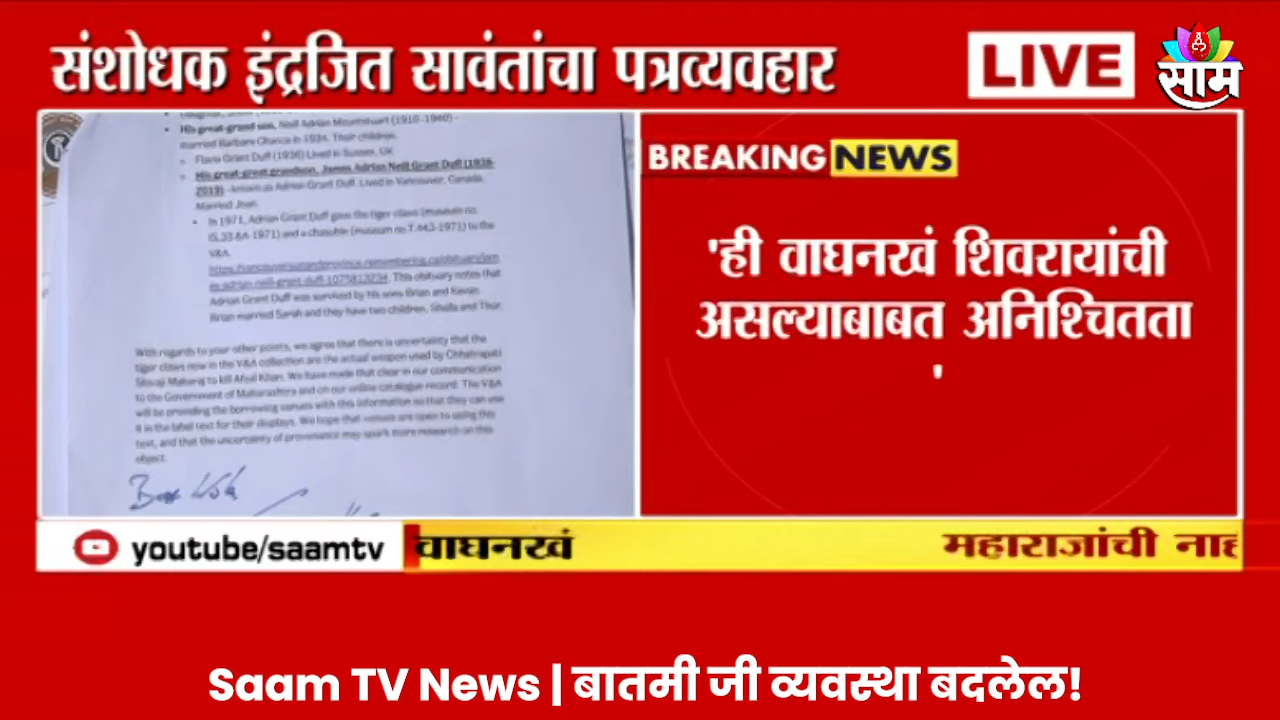 संशोधक इंद्रजित सावंतांचा पत्रव्यवहार
LIVE
साम
His great-grand son, Neill Adrian Mountstuart (1910-1940) -
married Barbara Chance in 1934. Their children:
Flavia Grant Duff (1936) Lived in Sussex, UK
His great-great grandson, James Adrian Neill Grant Duff (1938-
2019) - known as Adrian Grant Duff. Lived in Vancouver, Canada.
Married Jean
In 1971, Adrian Grant Duff gave the tiger claws (museum no.
and a chasuble (museum no T.443-1971) to the
V&A.
This obituary notes that
Adrian Grant Duff was survived by his sons Brian and Kevan
Brian married Sarah and they have two children, Sheila and Thor
With regards to your other points, we agree that there is uncertainty that the
tiger claws now in the V&A collection are the actual weapon used by Chhatrapati
Shivaji Maharaj to kill Afzal Khan. We have made that clear in our communication
to the Government of Maharashtra and on our online catalogue record. The V&A
will be providing the borrowing venues with this information so that they can use
it in the label text for their displays. We hope that venues are open to using this
text, and that the uncertainty of provenance may spark more research on this
object.
BREAKING NEWS
'ही वाघनखं शिवरायांची
असल्याबाबत अनिश्चितता
'
youtube/saamtv वाघनखं महाराजांची
Saam TV News | बातमी जी व्यवस्था बदलेल!